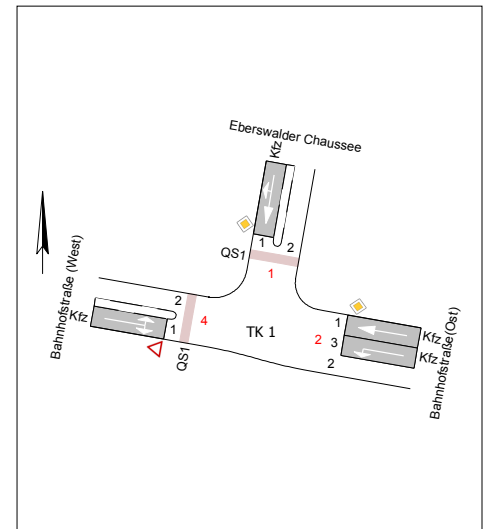 Eberswalder Chaussee
Kfz
QS1
1
2
1
Bahnhofstraße (West)
Kfz
2
1
4
QS1
TK 1
2
1
3
2
Kfz
Kfz
Bahnhofstraße(Ost)